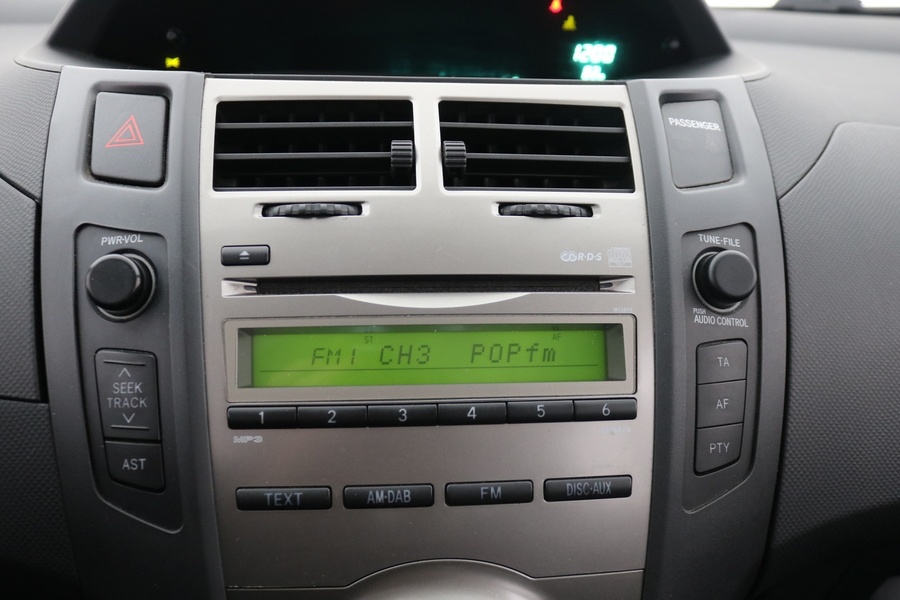 1208
PASSENGER
PWR·VOL
R·D·S
TUNE·FILE
PUSH
AUDIO CONTROL
ST
AF
FM1 CH3 POPfm
SEEK
TRACK
AST
TA
AF
PTY
1 2 3 4 5 6
MP3
TEXT AM·DAB FM DISC·AUX